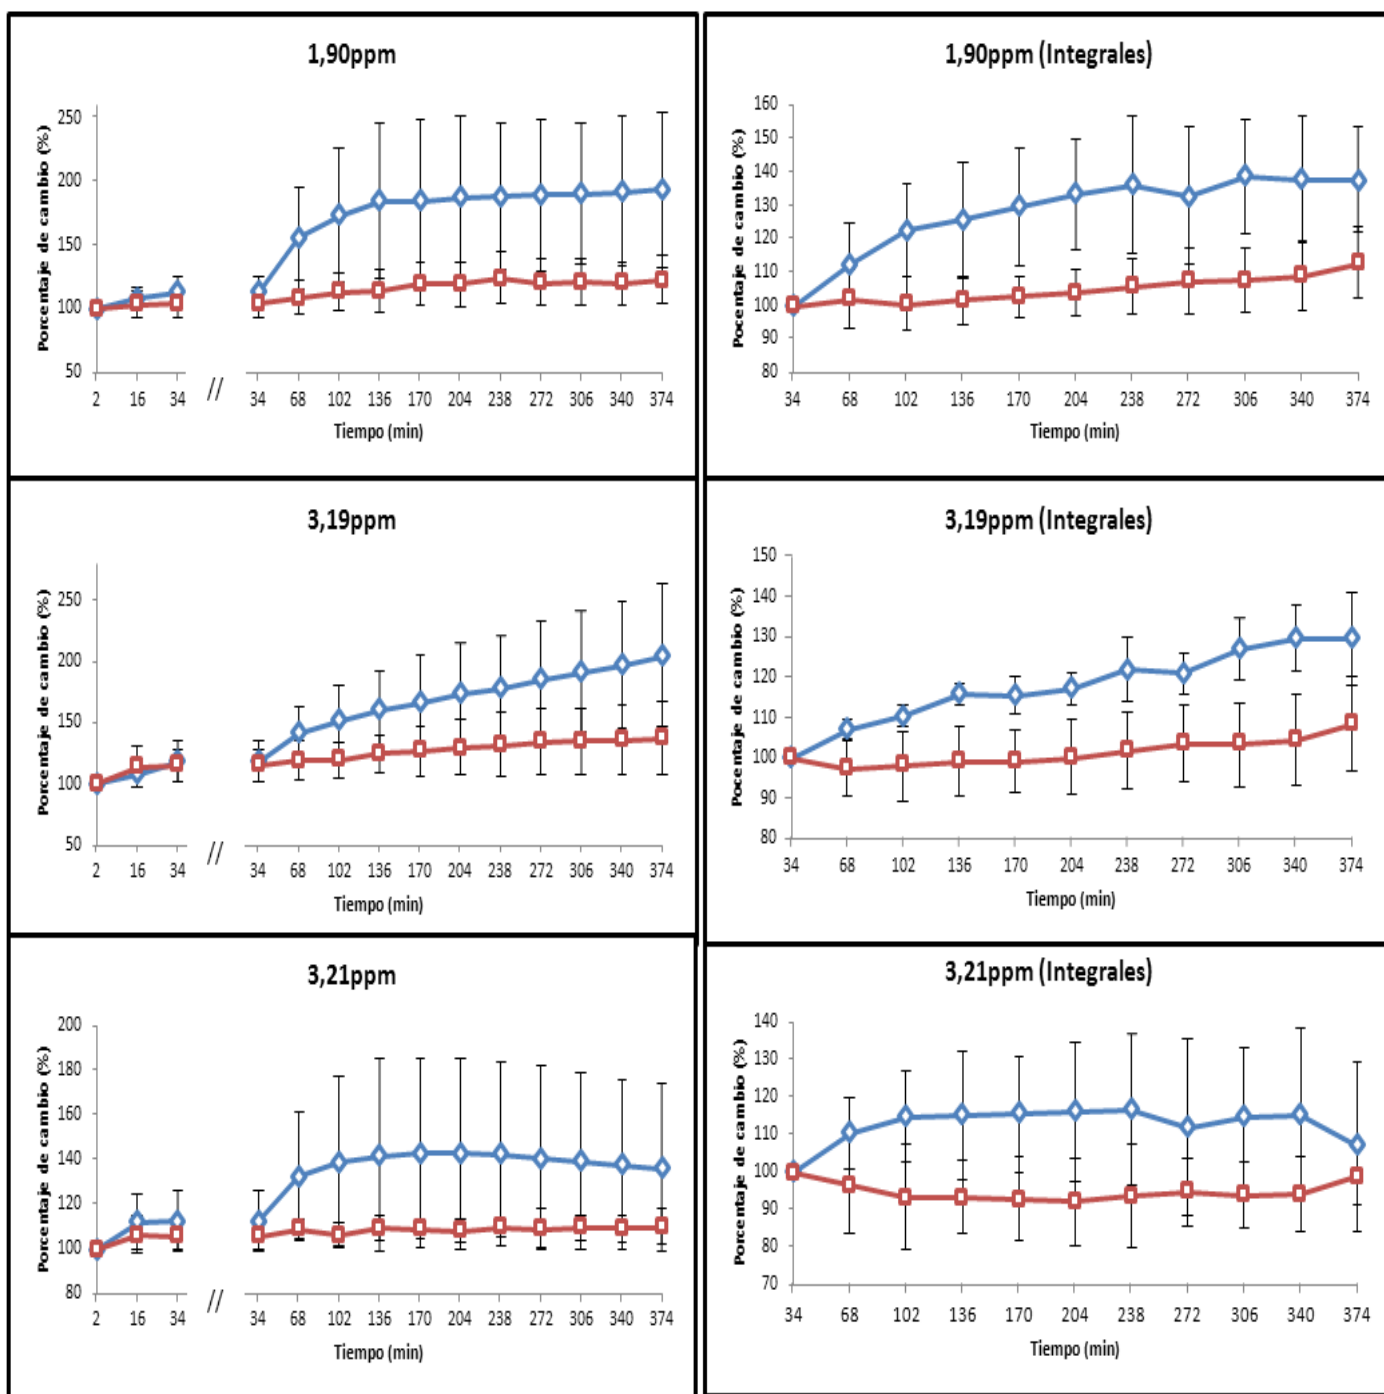 1,90ppm
Porcentaje de cambio (%)
250
200
150
100
50
2 16 34 // 34 68 102 136 170 204 238 272 306 340 374
Tiempo (min)
1,90ppm (Integrales)
Pocentaje de cambio (%)
160
150
140
130
120
110
100
90
80
34 68 102 136 170 204 238 272 306 340 374
Tiempo (min)
3,19ppm
Porcentaje de cambio (%)
250
200
150
100
50
2 16 34 // 34 68 102 136 170 204 238 272 306 340 374
Tiempo (min)
3,19ppm (Integrales)
Pocentaje de cambio (%)
150
140
130
120
110
100
90
80
34 68 102 136 170 204 238 272 306 340 374
Tiempo (min)
3,21ppm
Porcentaje de cambio (%)
200
180
160
140
120
100
80
2 16 34 // 34 68 102 136 170 204 238 272 306 340 374
Tiempo (min)
3,21ppm (Integrales)
Porcentaje de cambio (%)
140
130
120
110
100
90
80
70
34 68 102 136 170 204 238 272 306 340 374
Tiempo (min)